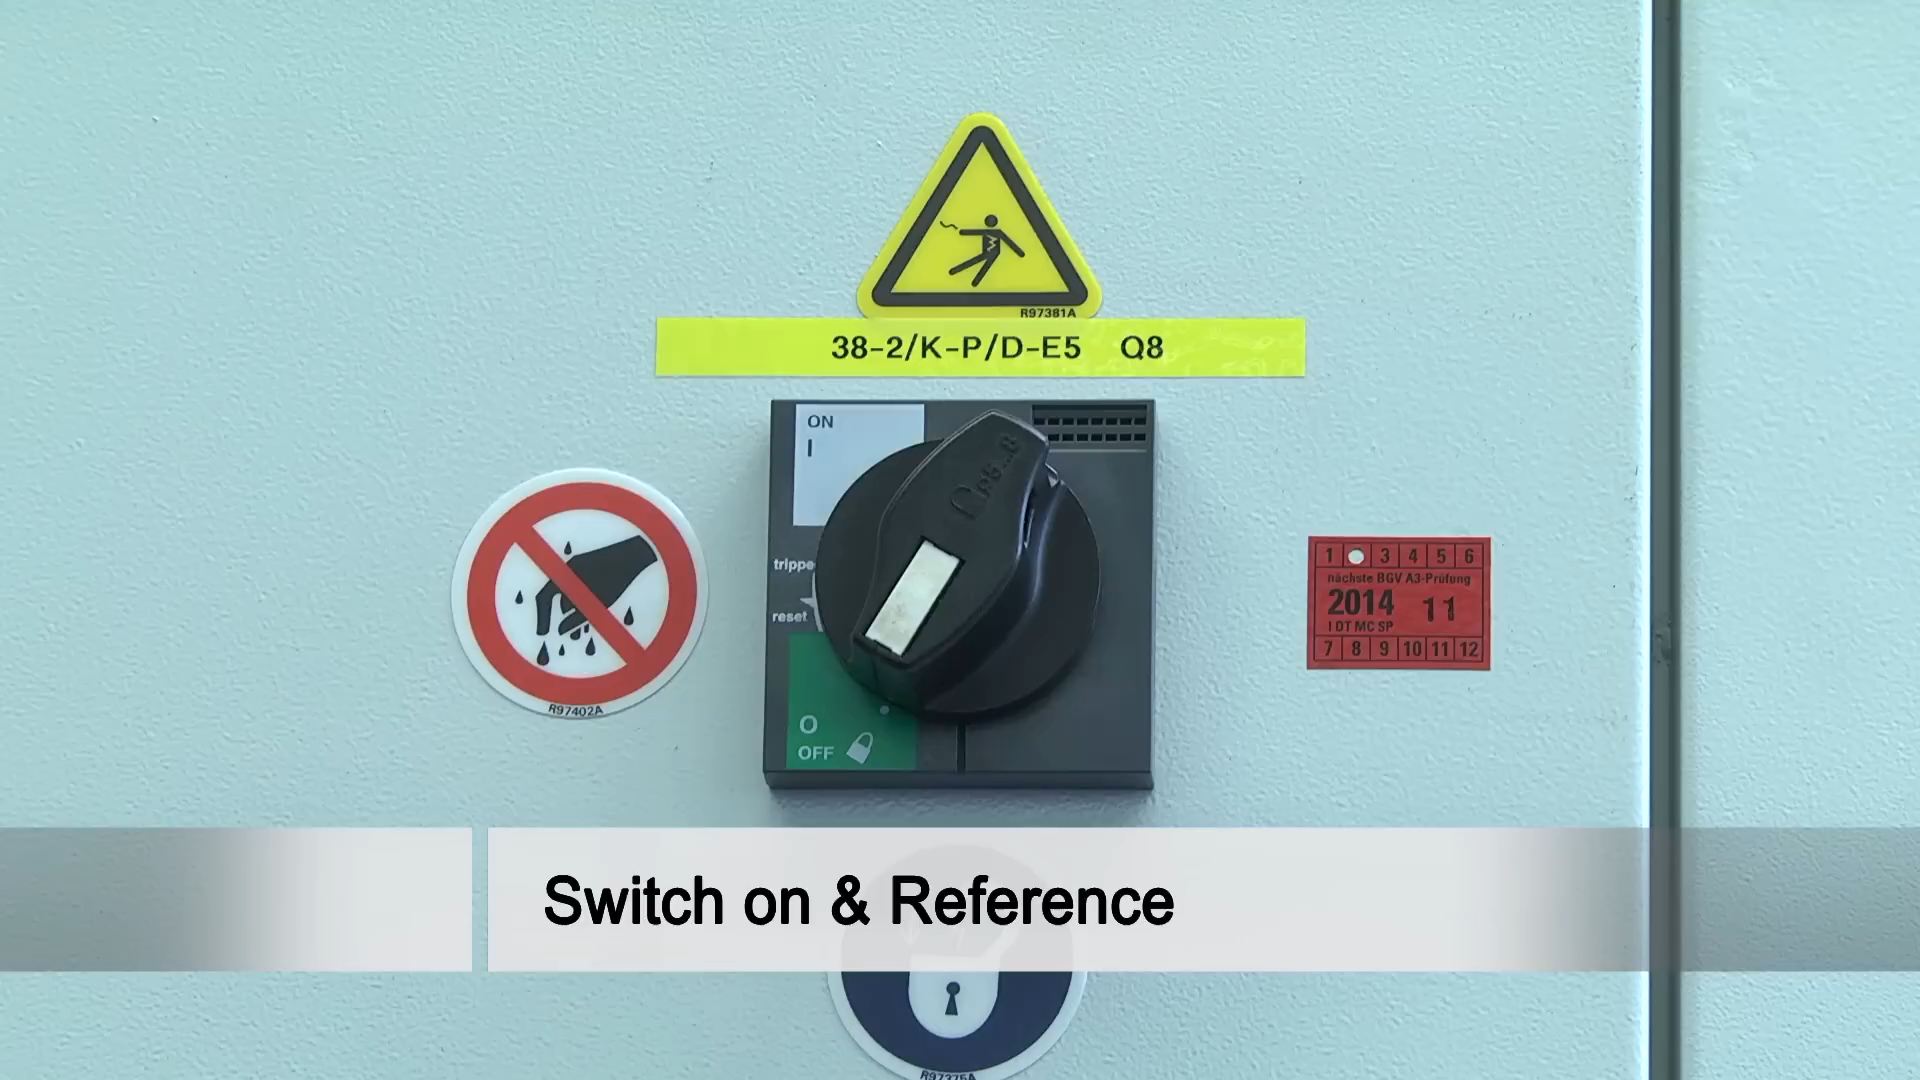 R97381A
38-2/K-P/D-E5 Q8
ON
I
tripped
reset
O
OFF
R97402A
1 3 4 5 6
nächste BGV A3-Prüfung
2014 11
I DT MC SP
7 8 9 10 11 12
Switch on & Reference